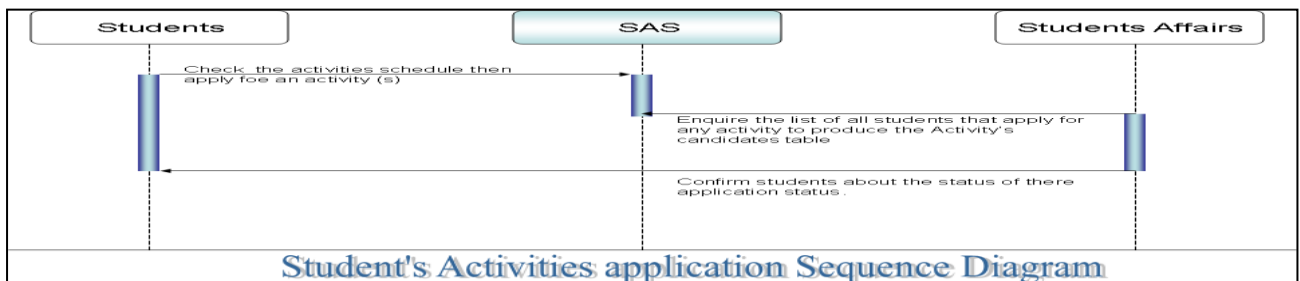 Students
SAS
Students Affairs
Check the activities schedule then
apply foe an activity (s)
Enquire the list of all students that apply for
any activity to produce the Activity's
candidates table
Confirm students about the status of there
application status.
Student's Activities application Sequence Diagram